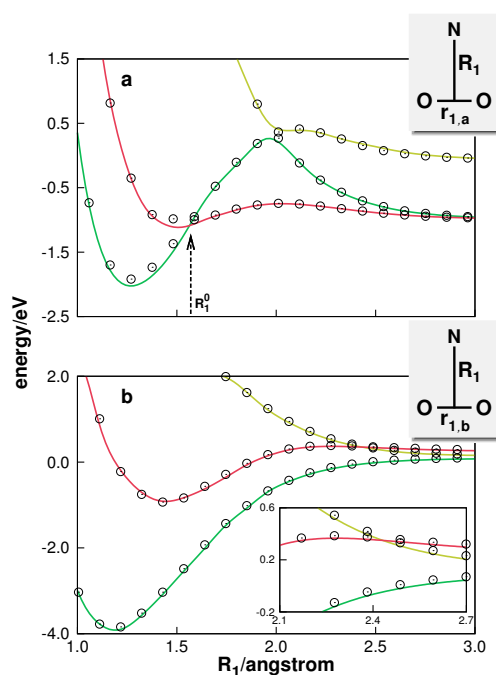 energy/eV
1.5
0.5
-0.5
-1.5
-2.5
a
R₁⁰
N
R₁
O O
r₁,ₐ
2.0
0.0
-2.0
-4.0
b
N
R₁
O O
r₁,b
0.6
0.2
-0.2
2.1 2.4 2.7
1.0 1.5 2.0 2.5 3.0
R₁/angstrom